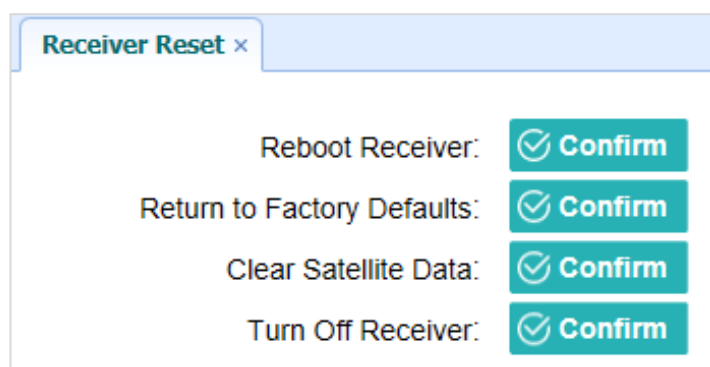 Receiver Reset ×
Reboot Receiver: Confirm
Return to Factory Defaults: Confirm
Clear Satellite Data: Confirm
Turn Off Receiver: Confirm